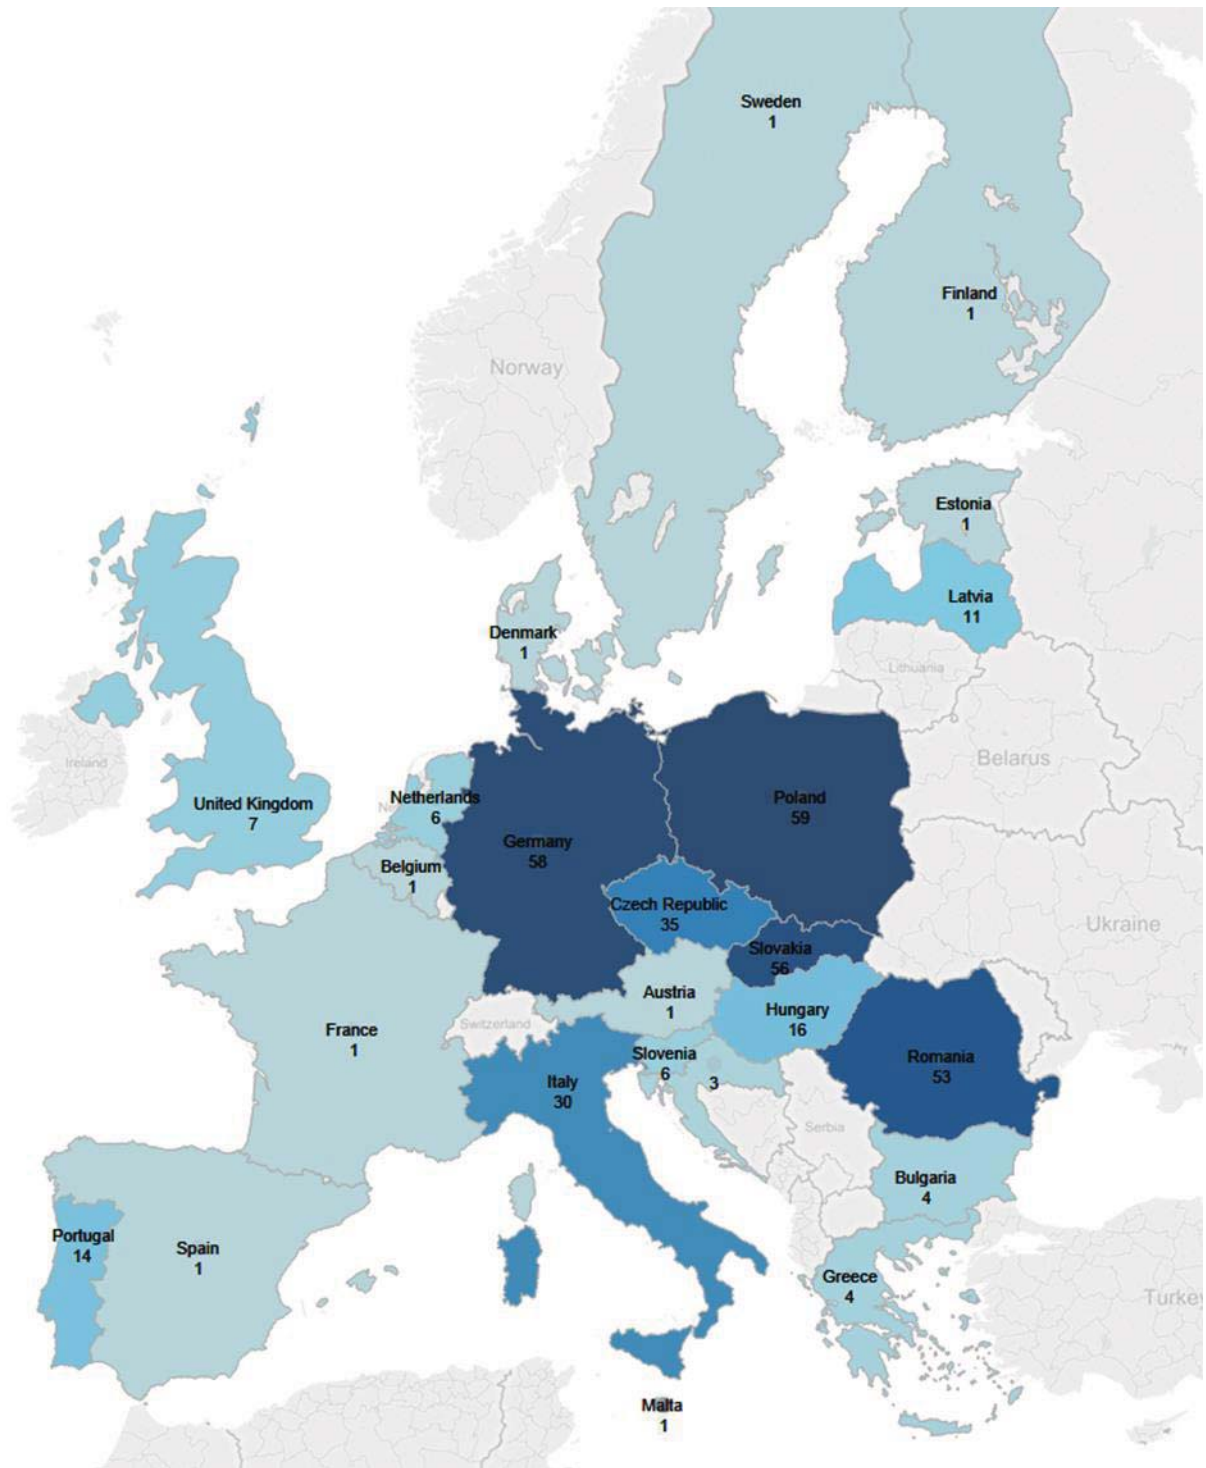 Sweden
1
Finland
1
Norway
Estonia
1
Latvia
11
Denmark
1
Lithuania
Belarus
Ireland
United Kingdom
7
Netherlands
6
Poland
59
Germany
58
Belgium
1
Czech Republic
35
Ukraine
Slovakia
56
Austria
1
Hungary
16
Switzerland
France
1
Slovenia
6
3
Romania
53
Italy
30
Serbia
Bulgaria
4
Portugal
14
Spain
1
Greece
4
Turkey
Malta
1